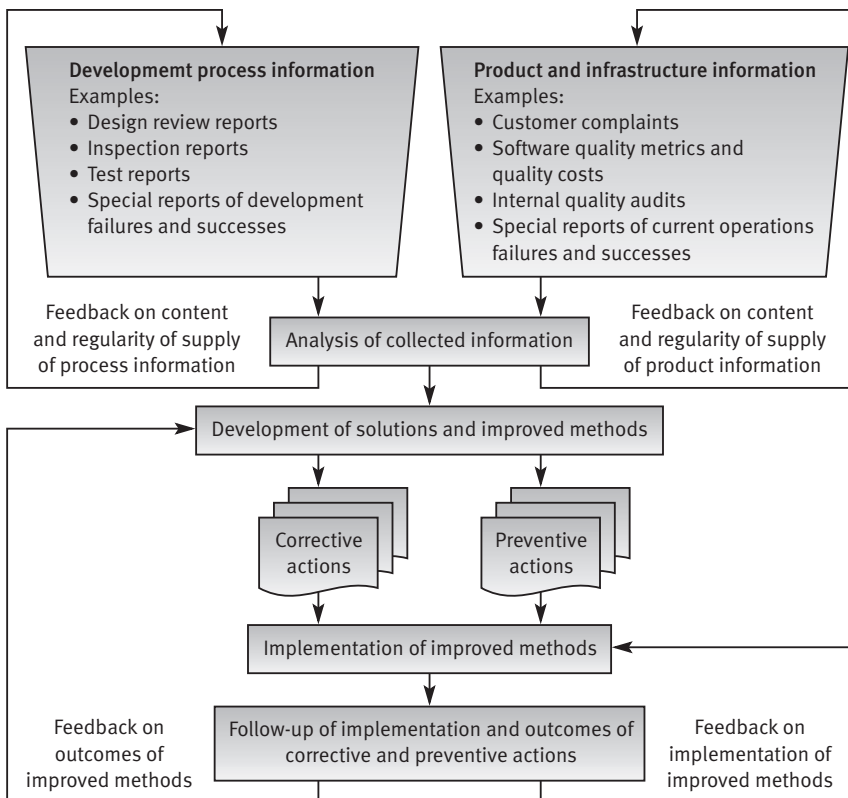 Developmemt process information
Examples:
• Design review reports
• Inspection reports
• Test reports
• Special reports of development
failures and successes
Product and infrastructure information
Examples:
• Customer complaints
• Software quality metrics and
quality costs
• Internal quality audits
• Special reports of current operations
failures and successes
Feedback on content
and regularity of supply
of process information
Analysis of collected information
Feedback on content
and regularity of supply
of product information
Development of solutions and improved methods
Corrective
actions
Preventive
actions
Implementation of improved methods
Feedback on
outcomes of
improved methods
Follow-up of implementation and outcomes of
corrective and preventive actions
Feedback on
implementation of
improved methods